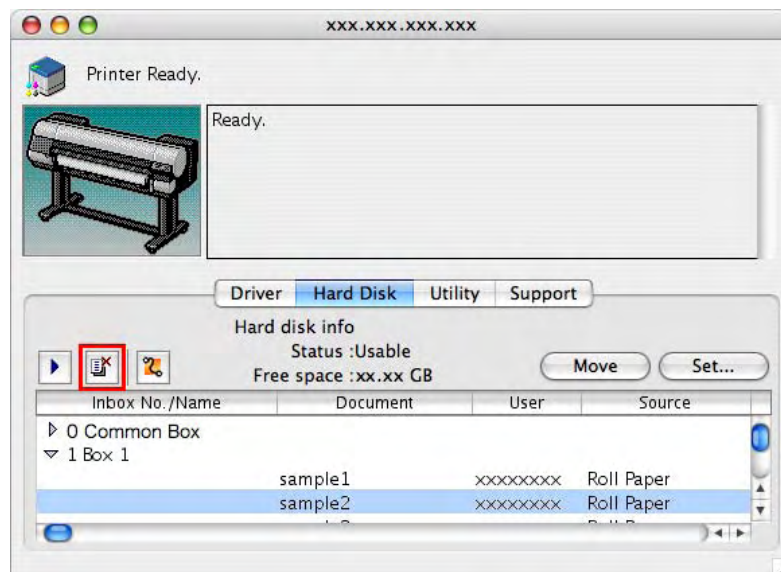 xxx.xxx.xxx.xxx
Printer Ready.
Ready.
Driver Hard Disk Utility Support
Hard disk info
Status :Usable
Free space :xx.xx GB
Move Set...
Inbox No./Name Document User Source
0 Common Box
1 Box 1
sample1 xxxxxxxx Roll Paper
sample2 xxxxxxxx Roll Paper